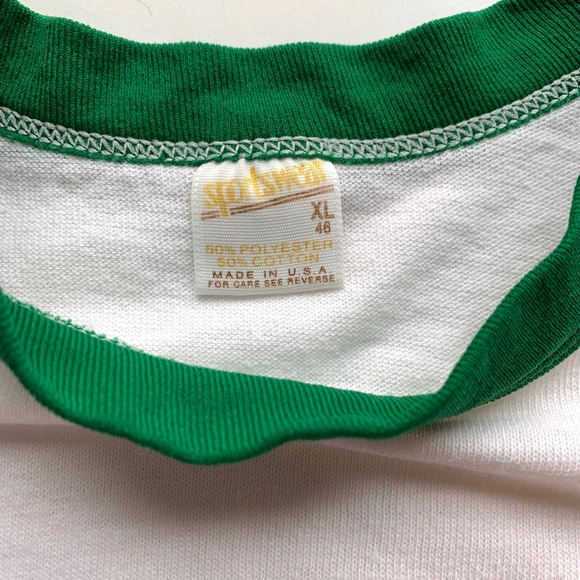 sportswear
XL
46
50% POLYESTER
50% COTTON
MADE IN U.S.A.
FOR CARE SEE REVERSE